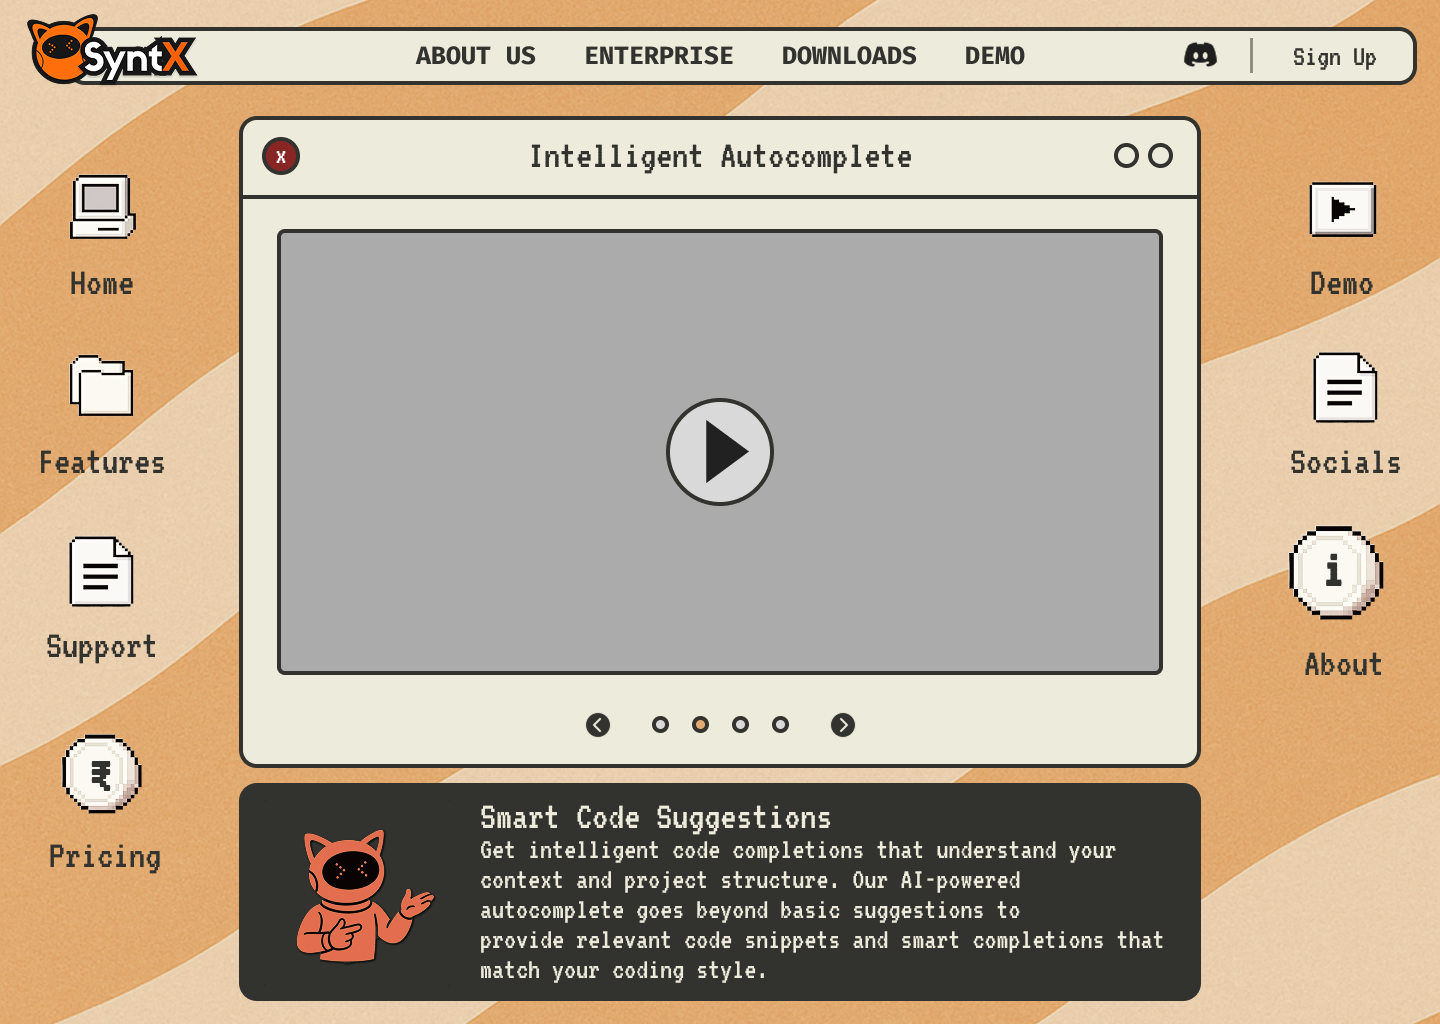 SyntX
ABOUT US ENTERPRISE DOWNLOADS DEMO Sign Up
X Intelligent Autocomplete
Home
Demo
Features
Socials
i
Support
About
₹
Pricing
Smart Code Suggestions
Get intelligent code completions that understand your
context and project structure. Our AI-powered
autocomplete goes beyond basic suggestions to
provide relevant code snippets and smart completions that
match your coding style.